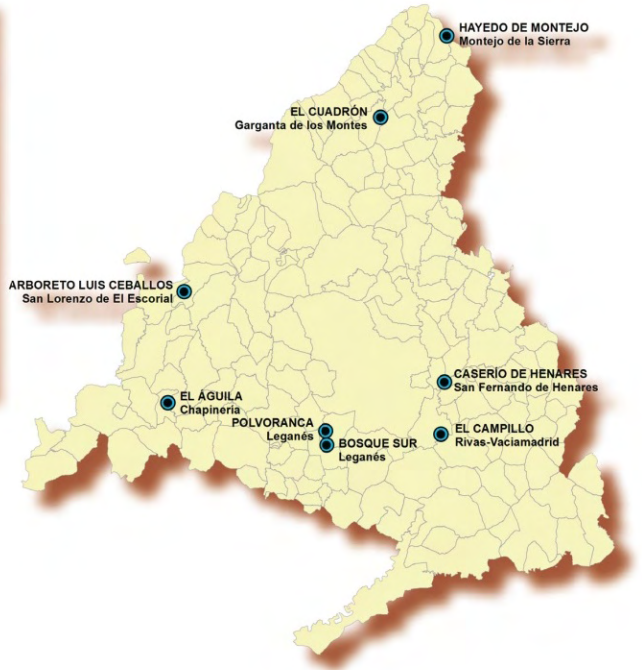 HAYEDO DE MONTEJO
Montejo de la Sierra
EL CUADRÓN
Garganta de los Montes
ARBORETO LUIS CEBALLOS
San Lorenzo de El Escorial
CASERÍO DE HENARES
San Fernando de Henares
EL ÁGUILA
Chapinería
POLVORANCA
Leganés
BOSQUE SUR
Leganés
EL CAMPILLO
Rivas-Vaciamadrid